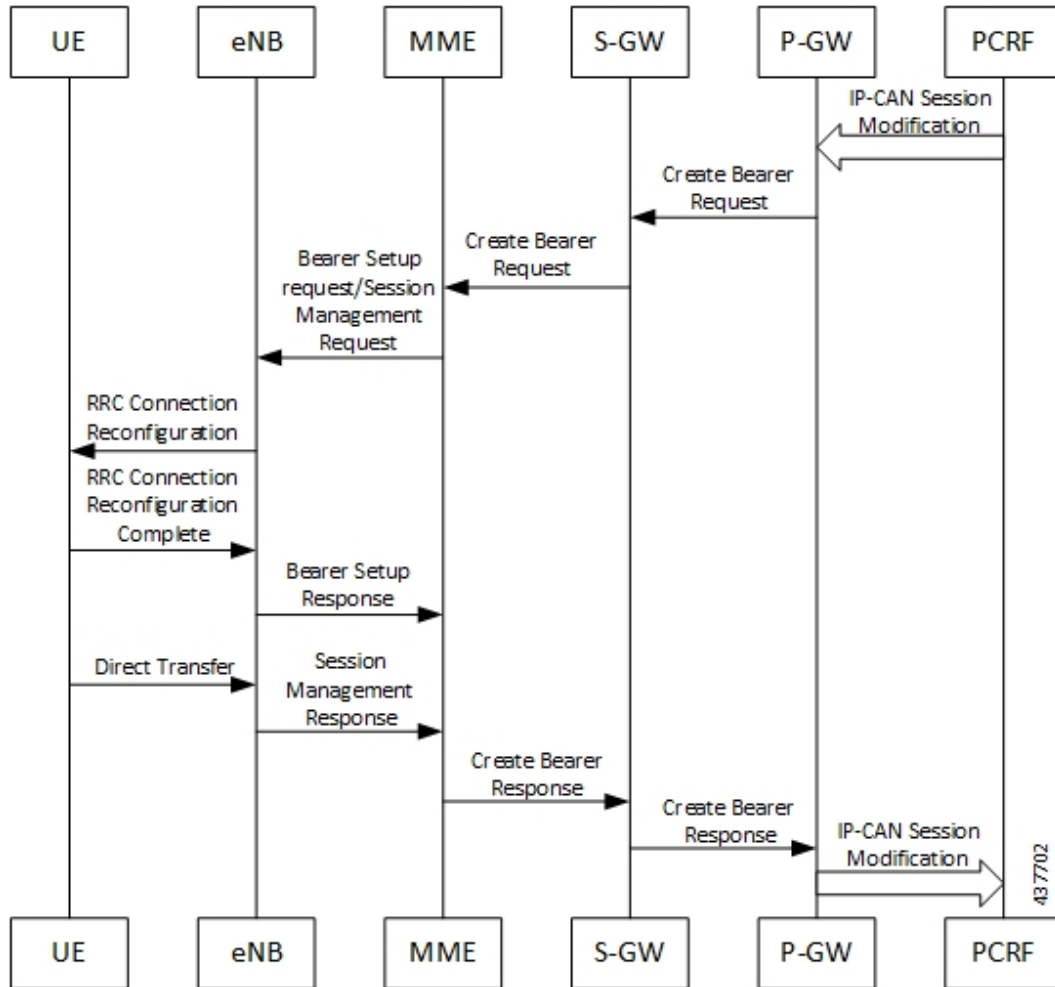 UE
eNB
MME
S-GW
P-GW
PCRF
IP-CAN Session
Modification
Create Bearer
Request
Create Bearer
Request
Bearer Setup
request/Session
Management
Request
RRC Connection
Reconfiguration
RRC Connection
Reconfiguration
Complete
Bearer Setup
Response
Direct Transfer
Session
Management
Response
Create Bearer
Response
Create Bearer
Response
IP-CAN Session
Modification
437702
UE
eNB
MME
S-GW
P-GW
PCRF